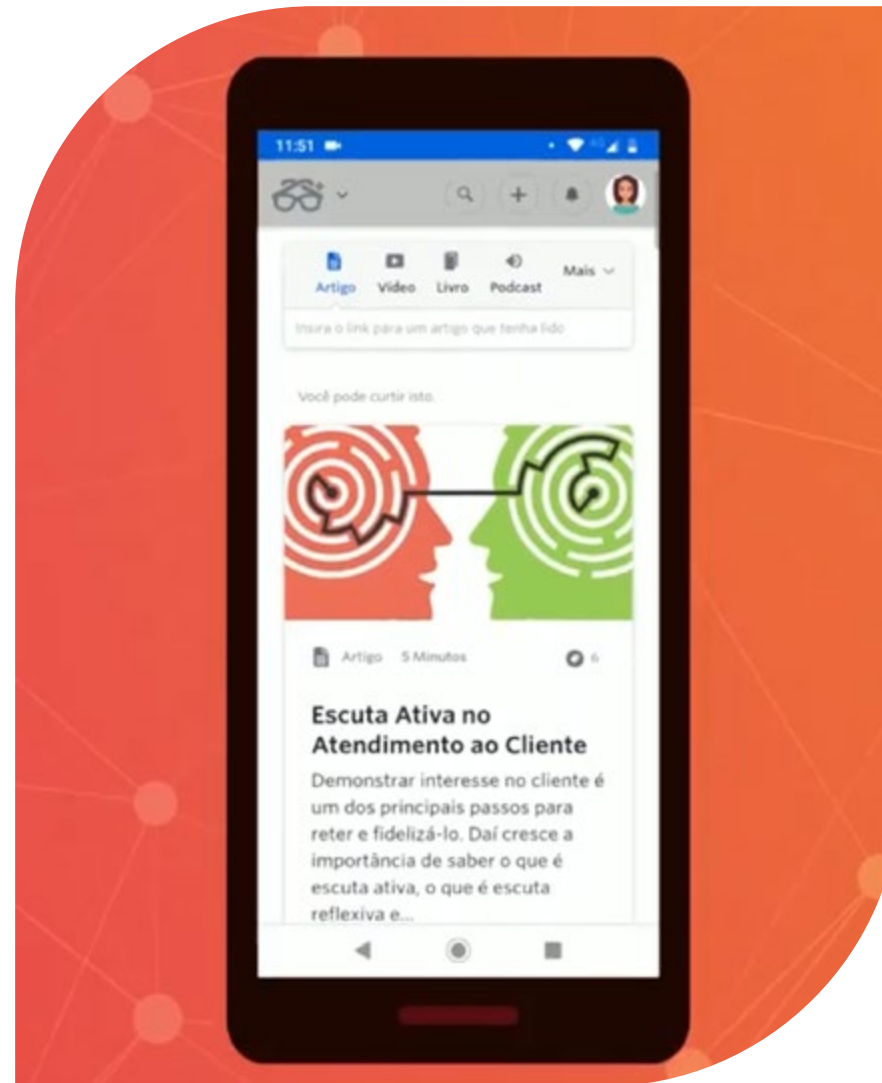 11:51
4G
Artigo Vídeo Livro Podcast Mais
Insira o link para um artigo que tenha lido
Você pode curtir isto.
Artigo 5 Minutos 6
Escuta Ativa no
Atendimento ao Cliente
Demonstrar interesse no cliente é
um dos principais passos para
reter e fidelizá-lo. Daí cresce a
importância de saber o que é
escuta ativa, o que é escuta
reflexiva e...